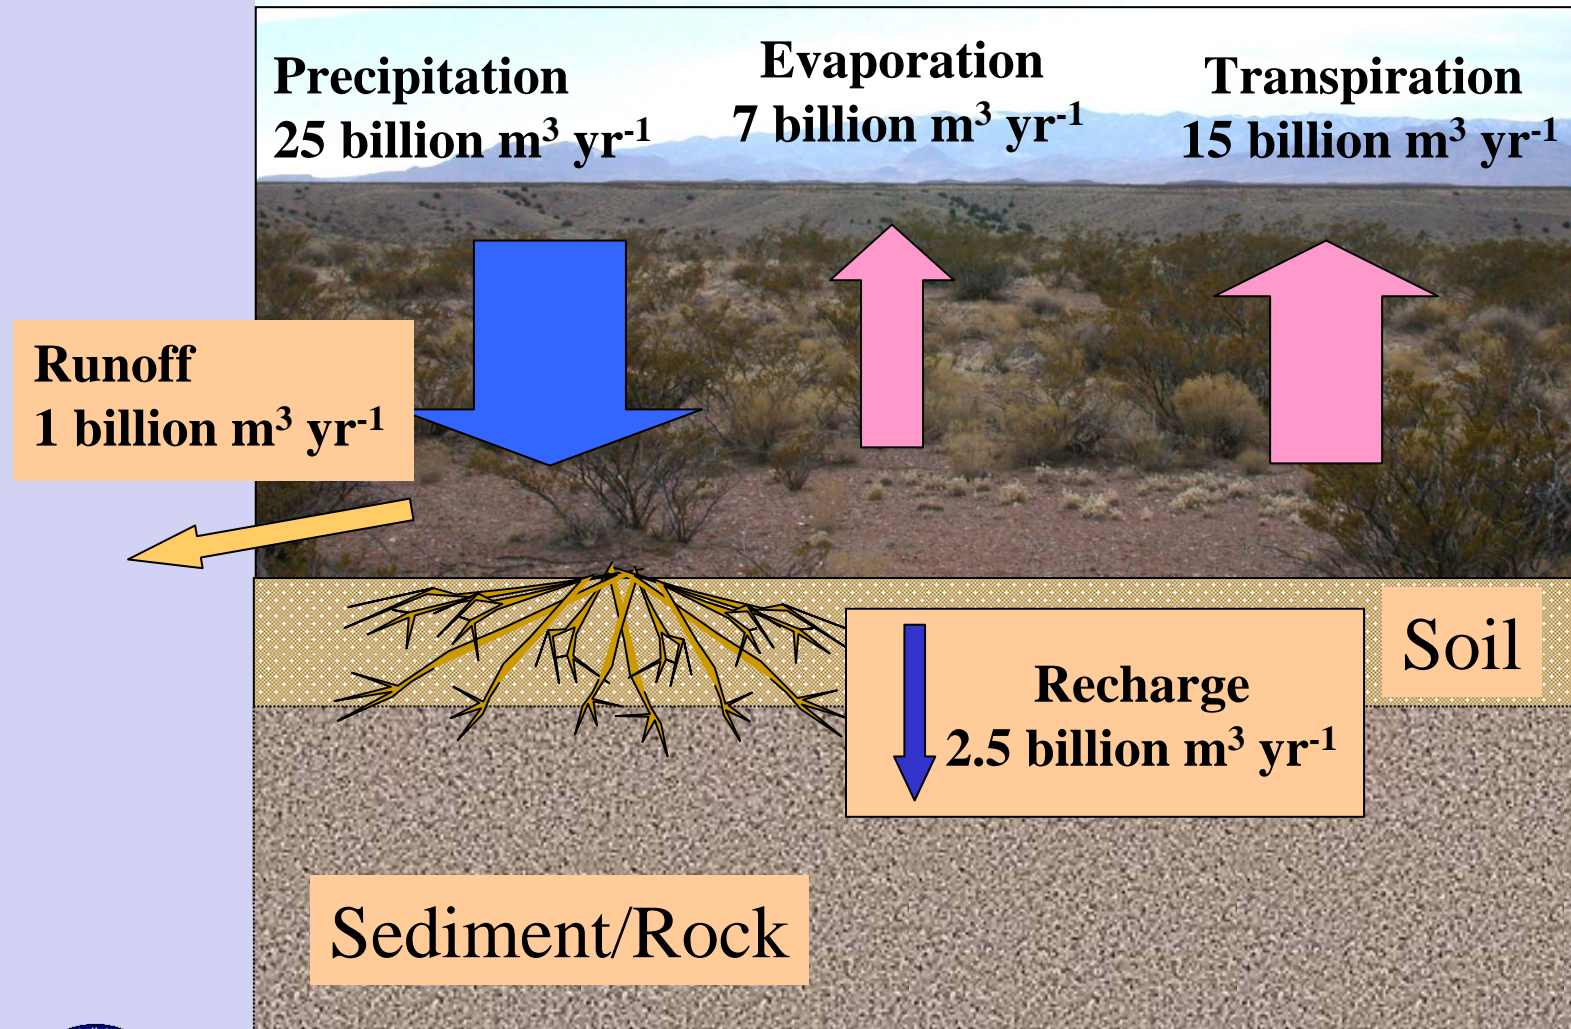 Precipitation
25 billion m³ yr⁻¹
Evaporation
7 billion m³ yr⁻¹
Transpiration
15 billion m³ yr⁻¹
Runoff
1 billion m³ yr⁻¹
Soil
Recharge
2.5 billion m³ yr⁻¹
Sediment/Rock